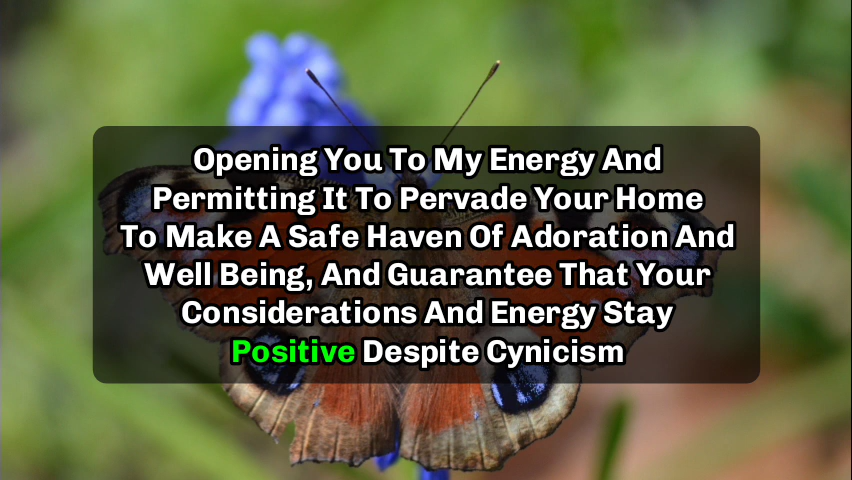 Opening You To My Energy And
Permitting It To Pervade Your Home
To Make A Safe Haven Of Adoration And
Well Being, And Guarantee That Your
Considerations And Energy Stay
Positive Despite Cynicism